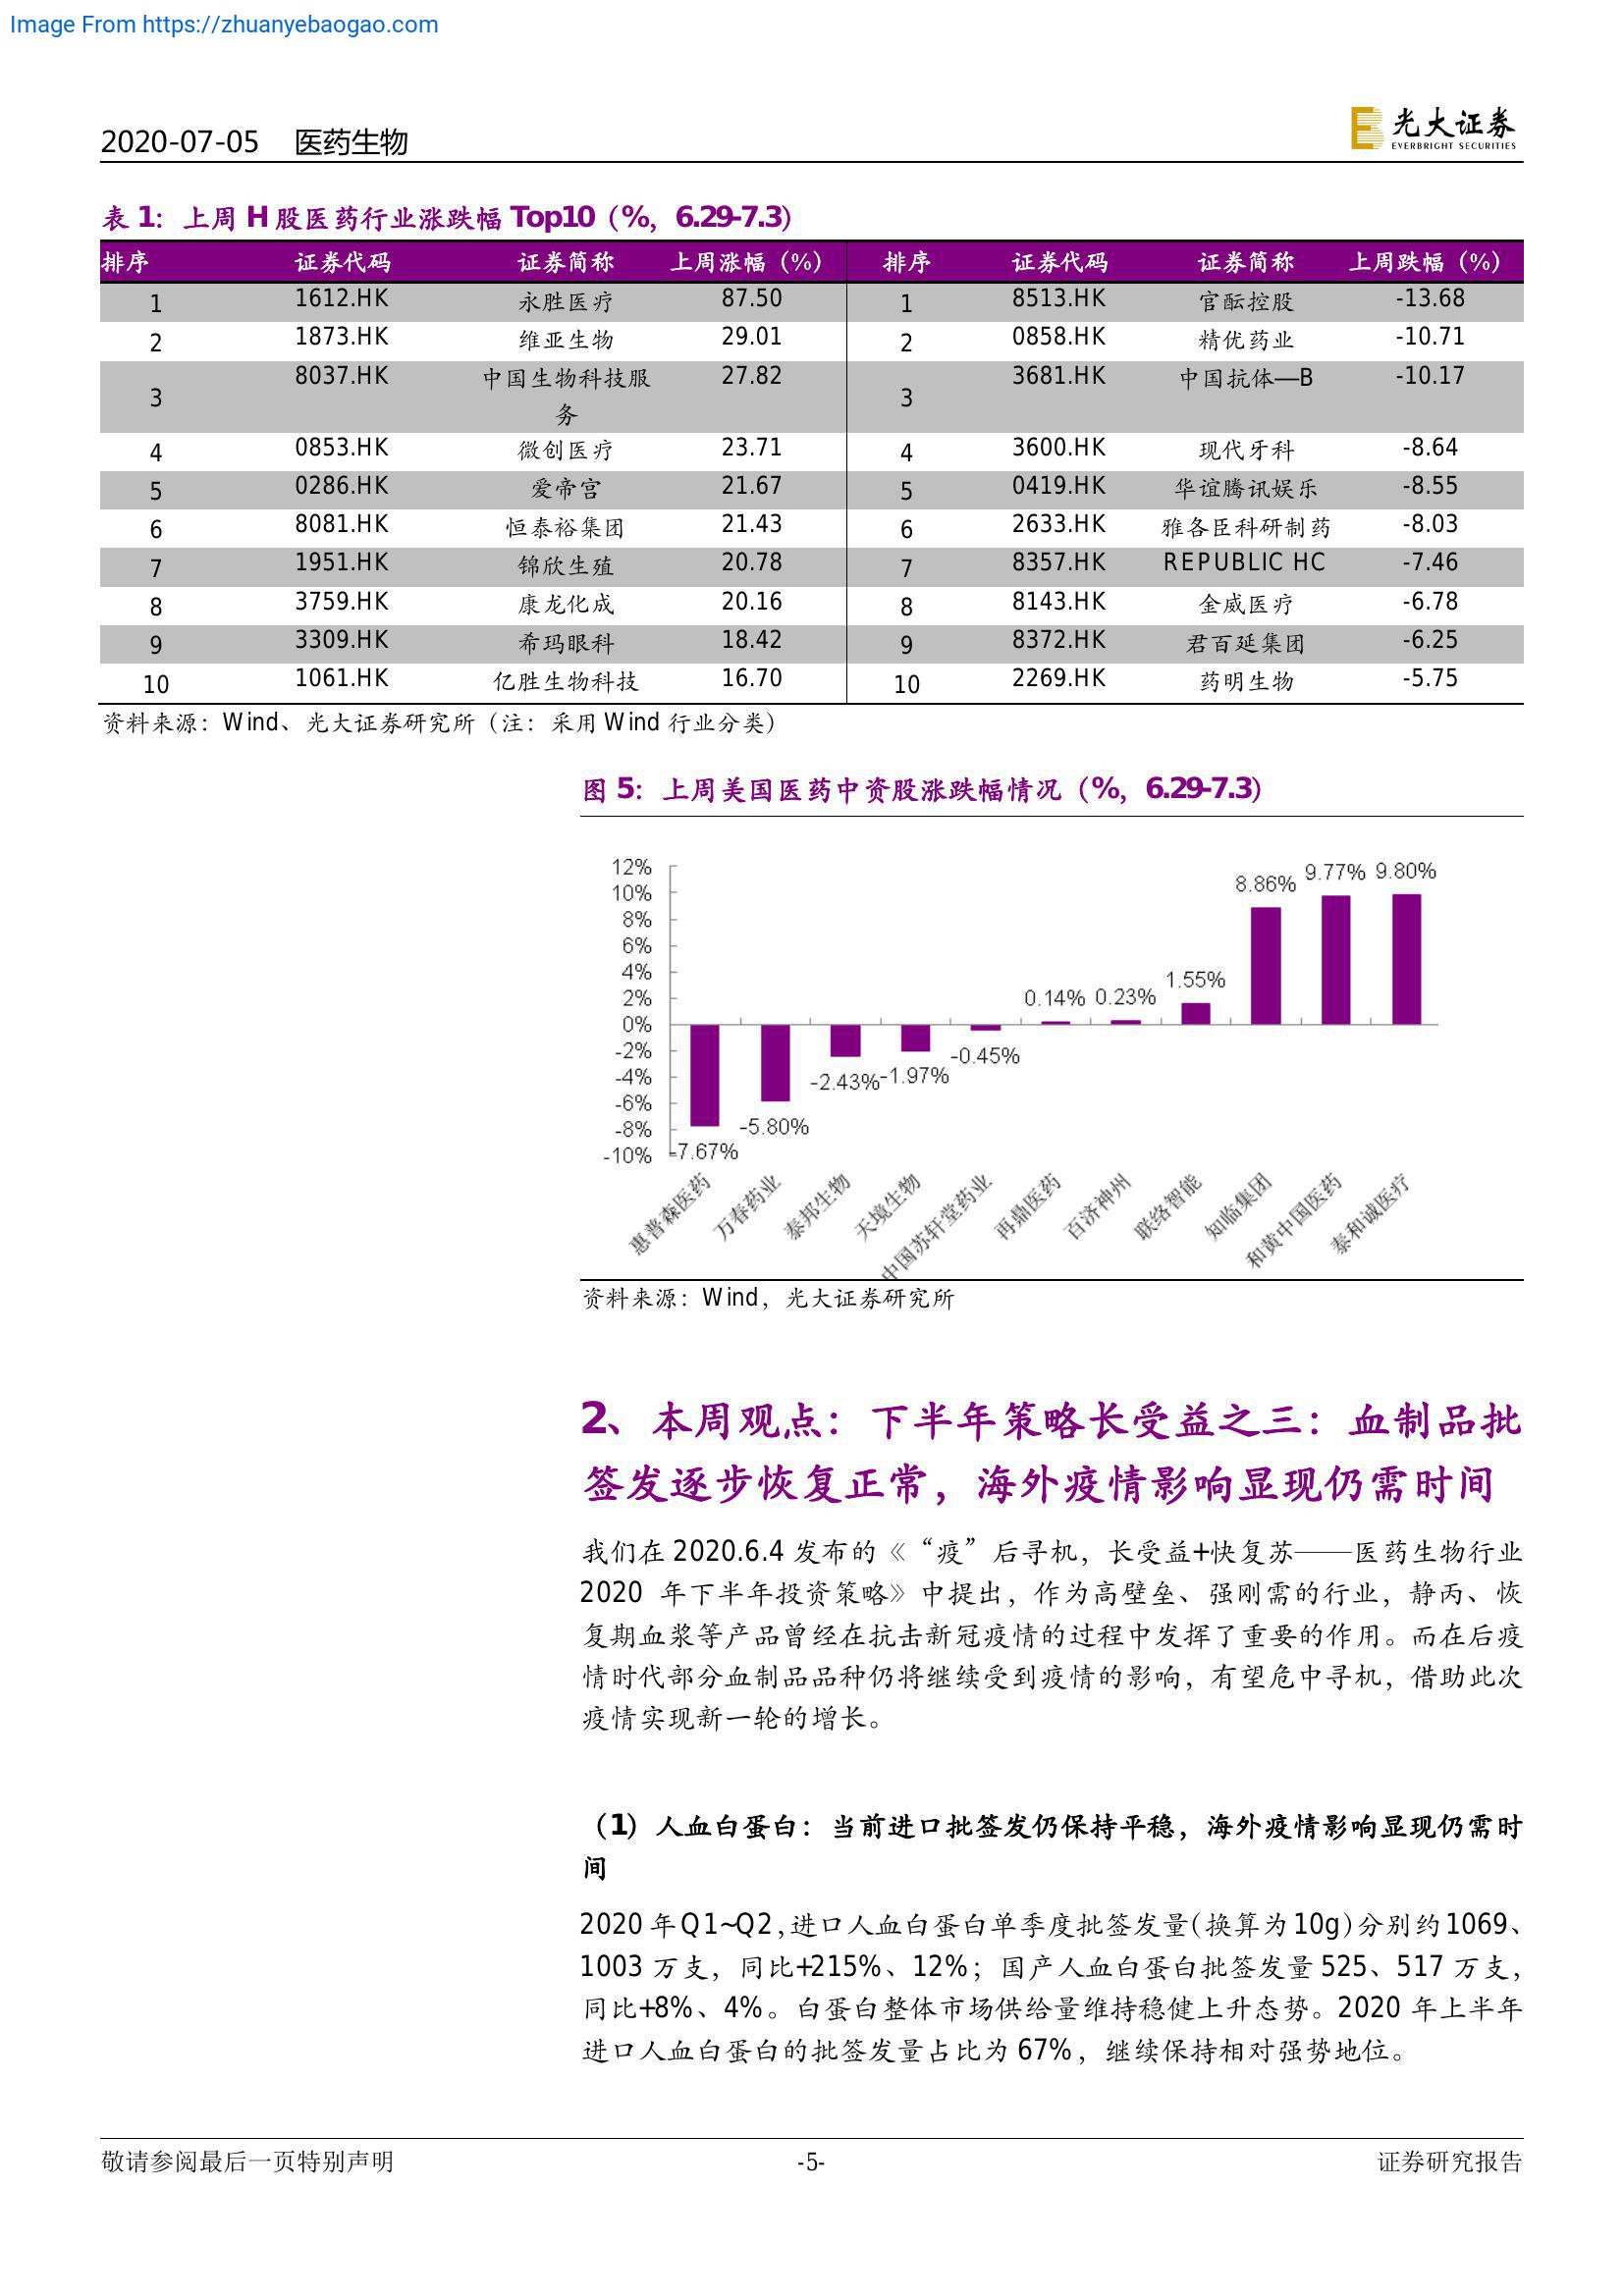 Image From https://zhuanyebaogao.com
2020-07-05 医药生物
光大证券
EVERBRIGHT SECURITIES
表 1：上周 H 股医药行业涨跌幅 Top10（%，6.29-7.3）
排序 证券代码 证券简称 上周涨幅（%） 排序 证券代码 证券简称 上周跌幅（%）
1 1612.HK 永胜医疗 87.50 1 8513.HK 官酝控股 -13.68
2 1873.HK 维亚生物 29.01 2 0858.HK 精优药业 -10.71
3 8037.HK 中国生物科技服 27.82 3 3681.HK 中国抗体—B -10.17
务
4 0853.HK 微创医疗 23.71 4 3600.HK 现代牙科 -8.64
5 0286.HK 爱帝宫 21.67 5 0419.HK 华谊腾讯娱乐 -8.55
6 8081.HK 恒泰裕集团 21.43 6 2633.HK 雅各臣科研制药 -8.03
7 1951.HK 锦欣生殖 20.78 7 8357.HK REPUBLIC HC -7.46
8 3759.HK 康龙化成 20.16 8 8143.HK 金威医疗 -6.78
9 3309.HK 希玛眼科 18.42 9 8372.HK 君百延集团 -6.25
10 1061.HK 亿胜生物科技 16.70 10 2269.HK 药明生物 -5.75
资料来源：Wind、光大证券研究所（注：采用 Wind 行业分类）
图 5：上周美国医药中资股涨跌幅情况（%，6.29-7.3）
12%
10%
8%
6%
4%
2%
0%
-2%
-4%
-6%
-8%
-10%
-7.67%
-5.80%
-2.43%
-1.97%
-0.45%
0.14%
0.23%
1.55%
8.86%
9.77%
9.80%
惠普森医药
万春药业
泰邦生物
天境生物
中国苏轩堂药业
再鼎医药
百济神州
联络智能
知临集团
和黄中国医药
泰和诚医疗
资料来源：Wind，光大证券研究所
2、本周观点：下半年策略长受益之三：血制品批
签发逐步恢复正常，海外疫情影响显现仍需时间
我们在 2020.6.4 发布的《“疫”后寻机，长受益+快复苏——医药生物行业
2020 年下半年投资策略》中提出，作为高壁垒、强刚需的行业，静丙、恢
复期血浆等产品曾经在抗击新冠疫情的过程中发挥了重要的作用。而在后疫
情时代部分血制品品种仍将继续受到疫情的影响，有望危中寻机，借助此次
疫情实现新一轮的增长。
（1）人血白蛋白：当前进口批签发仍保持平稳，海外疫情影响显现仍需时
间
2020 年 Q1~Q2,进口人血白蛋白单季度批签发量(换算为 10g)分别约 1069、
1003 万支，同比+215%、12%；国产人血白蛋白批签发量 525、517 万支，
同比+8%、4%。白蛋白整体市场供给量维持稳健上升态势。2020 年上半年
进口人血白蛋白的批签发量占比为 67%，继续保持相对强势地位。
敬请参阅最后一页特别声明 -5- 证券研究报告